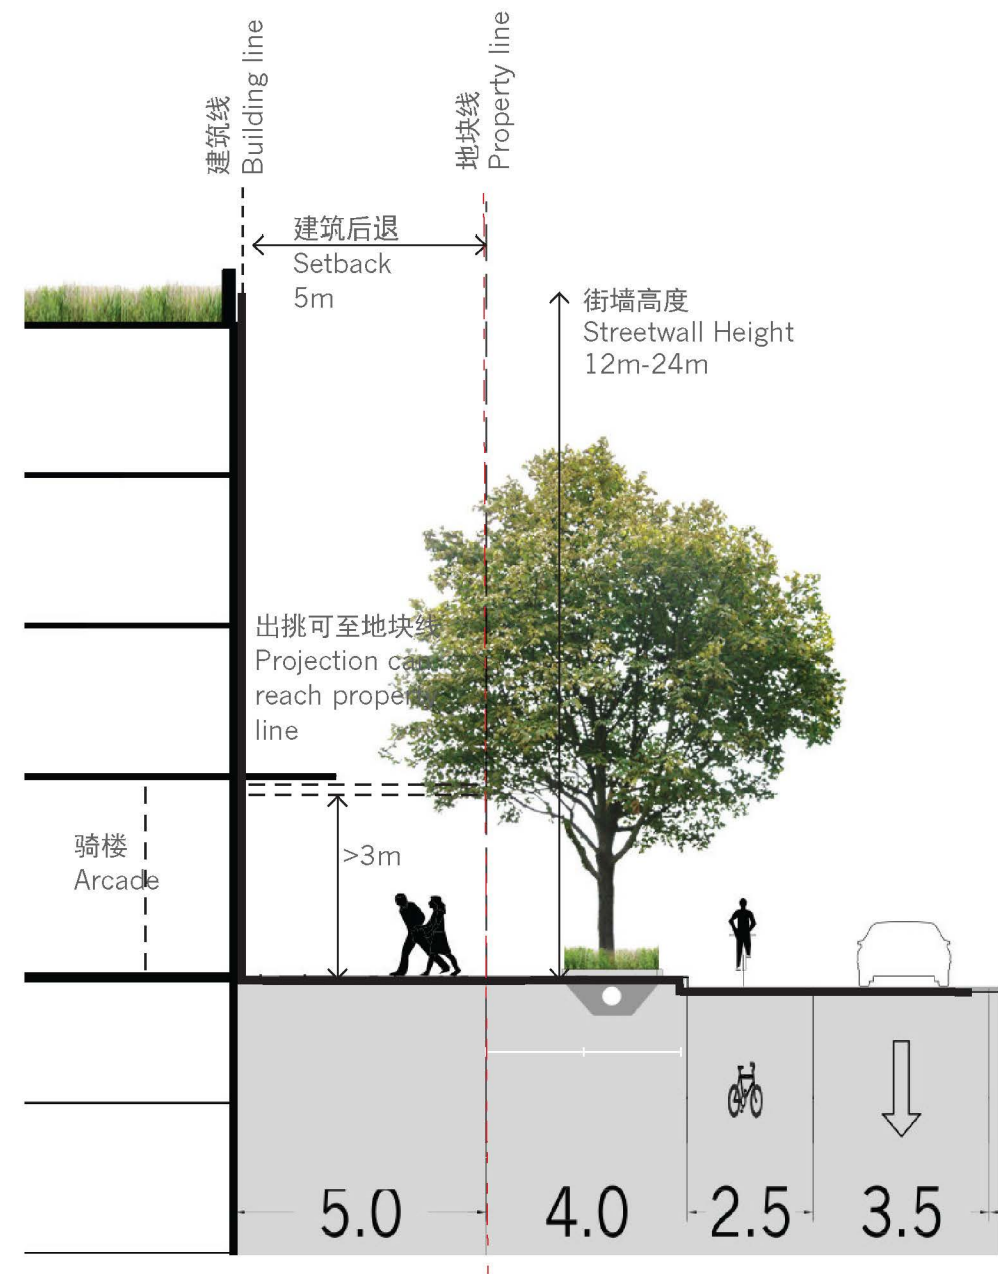 建筑线
Building line
地块线
Property line
建筑后退
Setback
5m
街墙高度
Streetwall Height
12m-24m
出挑可至地块线
Projection
reach
line
>3m
骑楼
Arcade
5.0
4.0
2.5
3.5